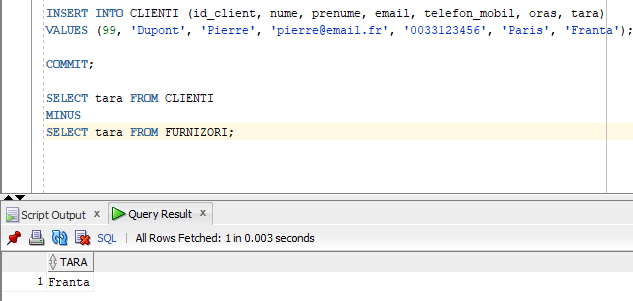 INSERT INTO CLIENTI (id_client, nume, prenume, email, telefon_mobil, oras, tara)
VALUES (99, 'Dupont', 'Pierre', 'pierre@email.fr', '0033123456', 'Paris', 'Franta');
COMMIT;
SELECT tara FROM CLIENTI
MINUS
SELECT tara FROM FURNIZORI;
Script Output x Query Result x
SQL | All Rows Fetched: 1 in 0.003 seconds
TARA
1 Franta